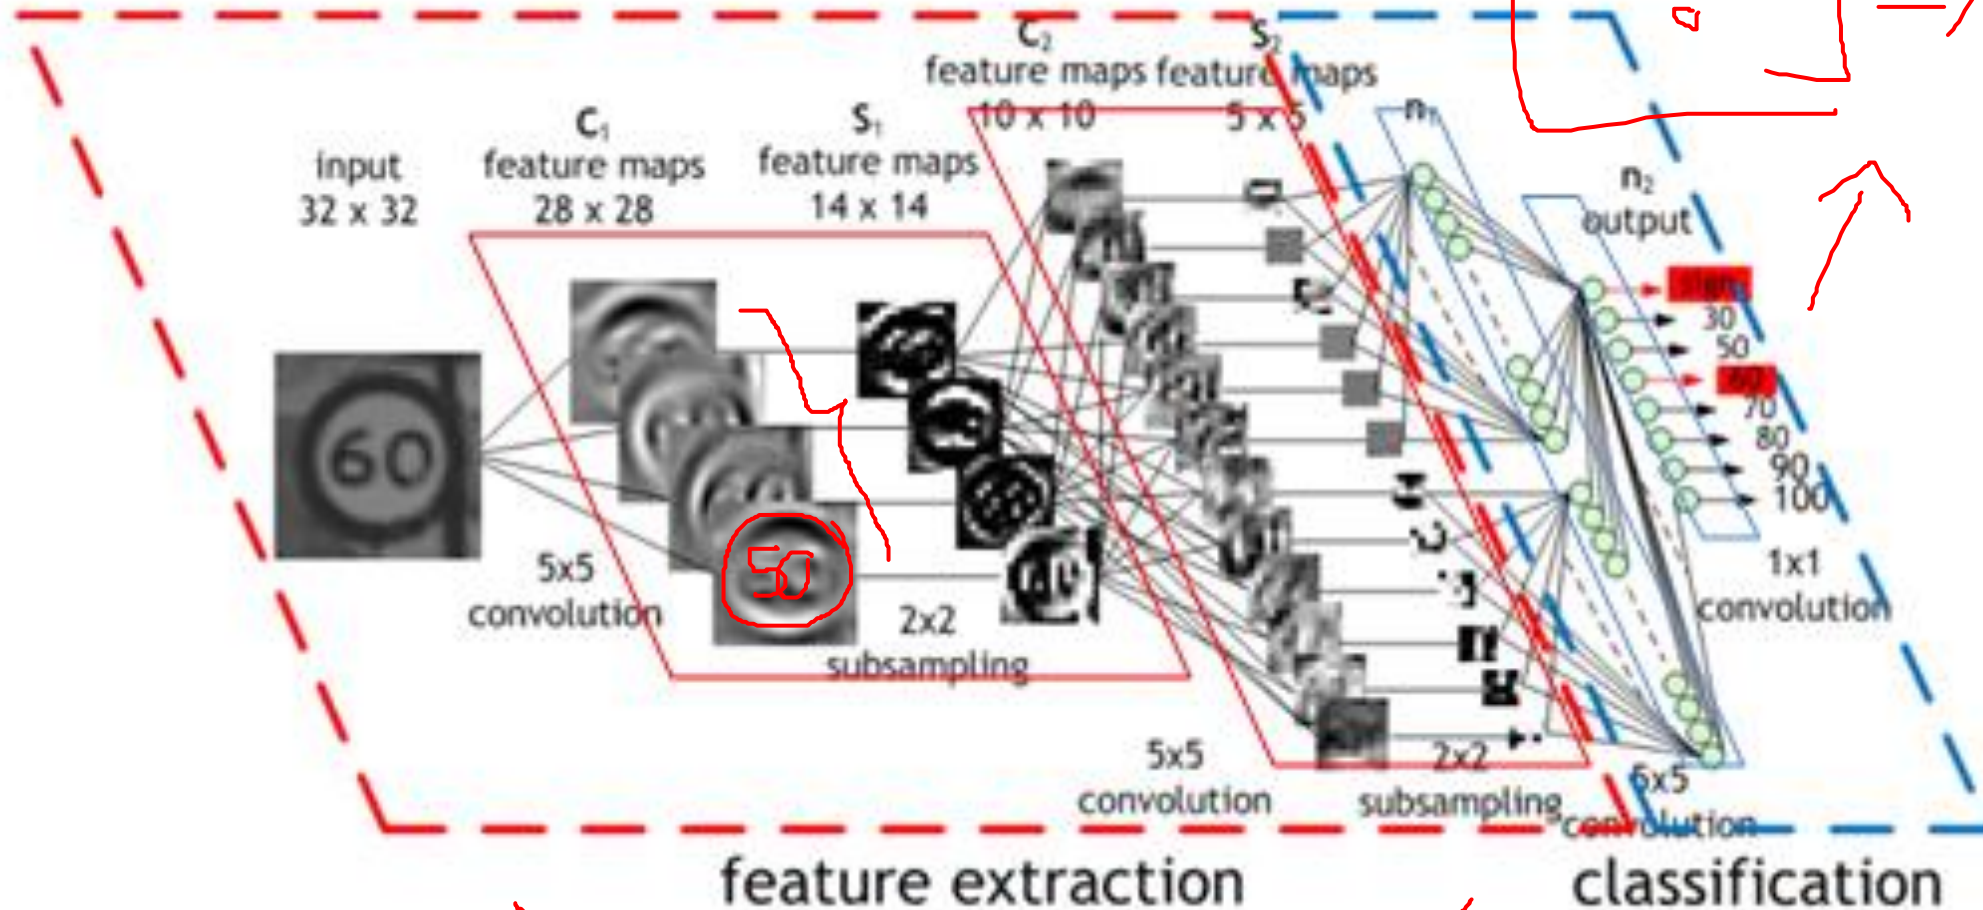 C₂
feature maps
10 x 10
S₂
feature maps
5 x 5
C₁
feature maps
28 x 28
S₁
feature maps
14 x 14
input
32 x 32
n₁
n₂
output
sign
30
50
60
70
80
90
100
60
50
5x5
convolution
2x2
subsampling
1x1
convolution
5x5
convolution
2x2
subsampling
5x5
convolution
feature extraction
classification